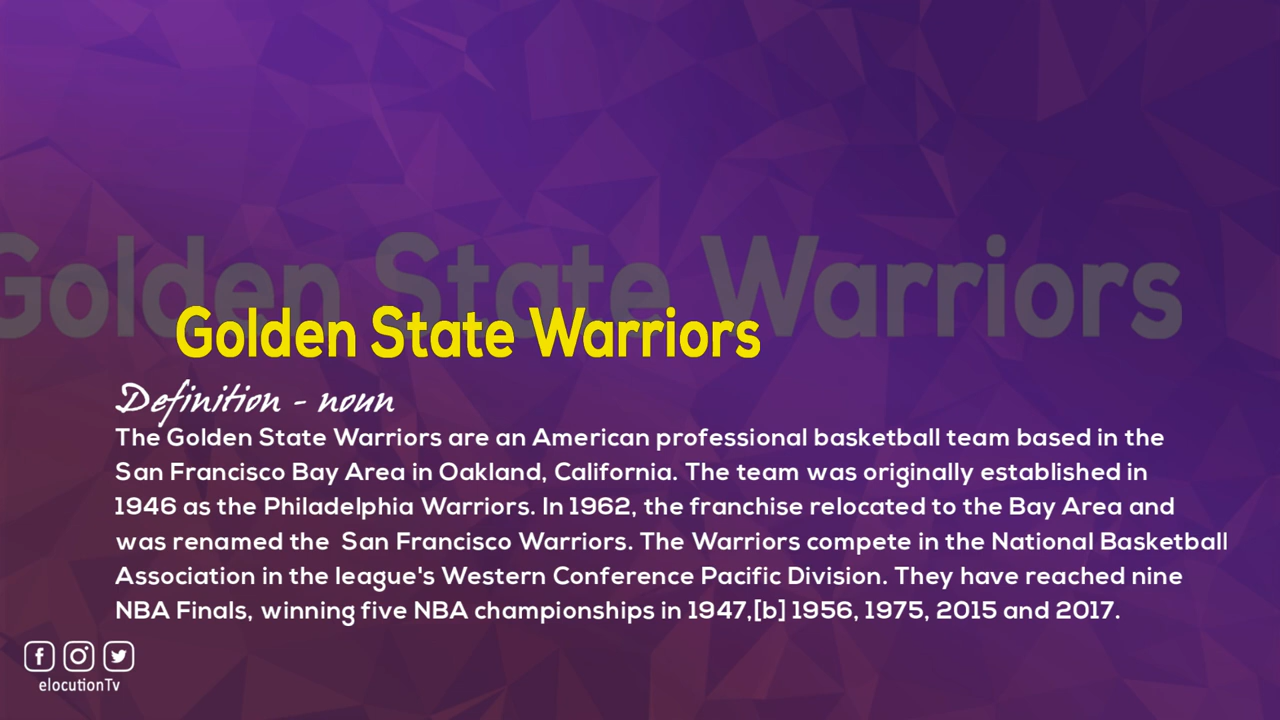 Golden State Warriors
Golden State Warriors
Definition - noun
The Golden State Warriors are an American professional basketball team based in the
San Francisco Bay Area in Oakland, California. The team was originally established in
1946 as the Philadelphia Warriors. In 1962, the franchise relocated to the Bay Area and
was renamed the  San Francisco Warriors. The Warriors compete in the National Basketball
Association in the league's Western Conference Pacific Division. They have reached nine
NBA Finals, winning five NBA championships in 1947,[b] 1956, 1975, 2015 and 2017.
elocutionTv